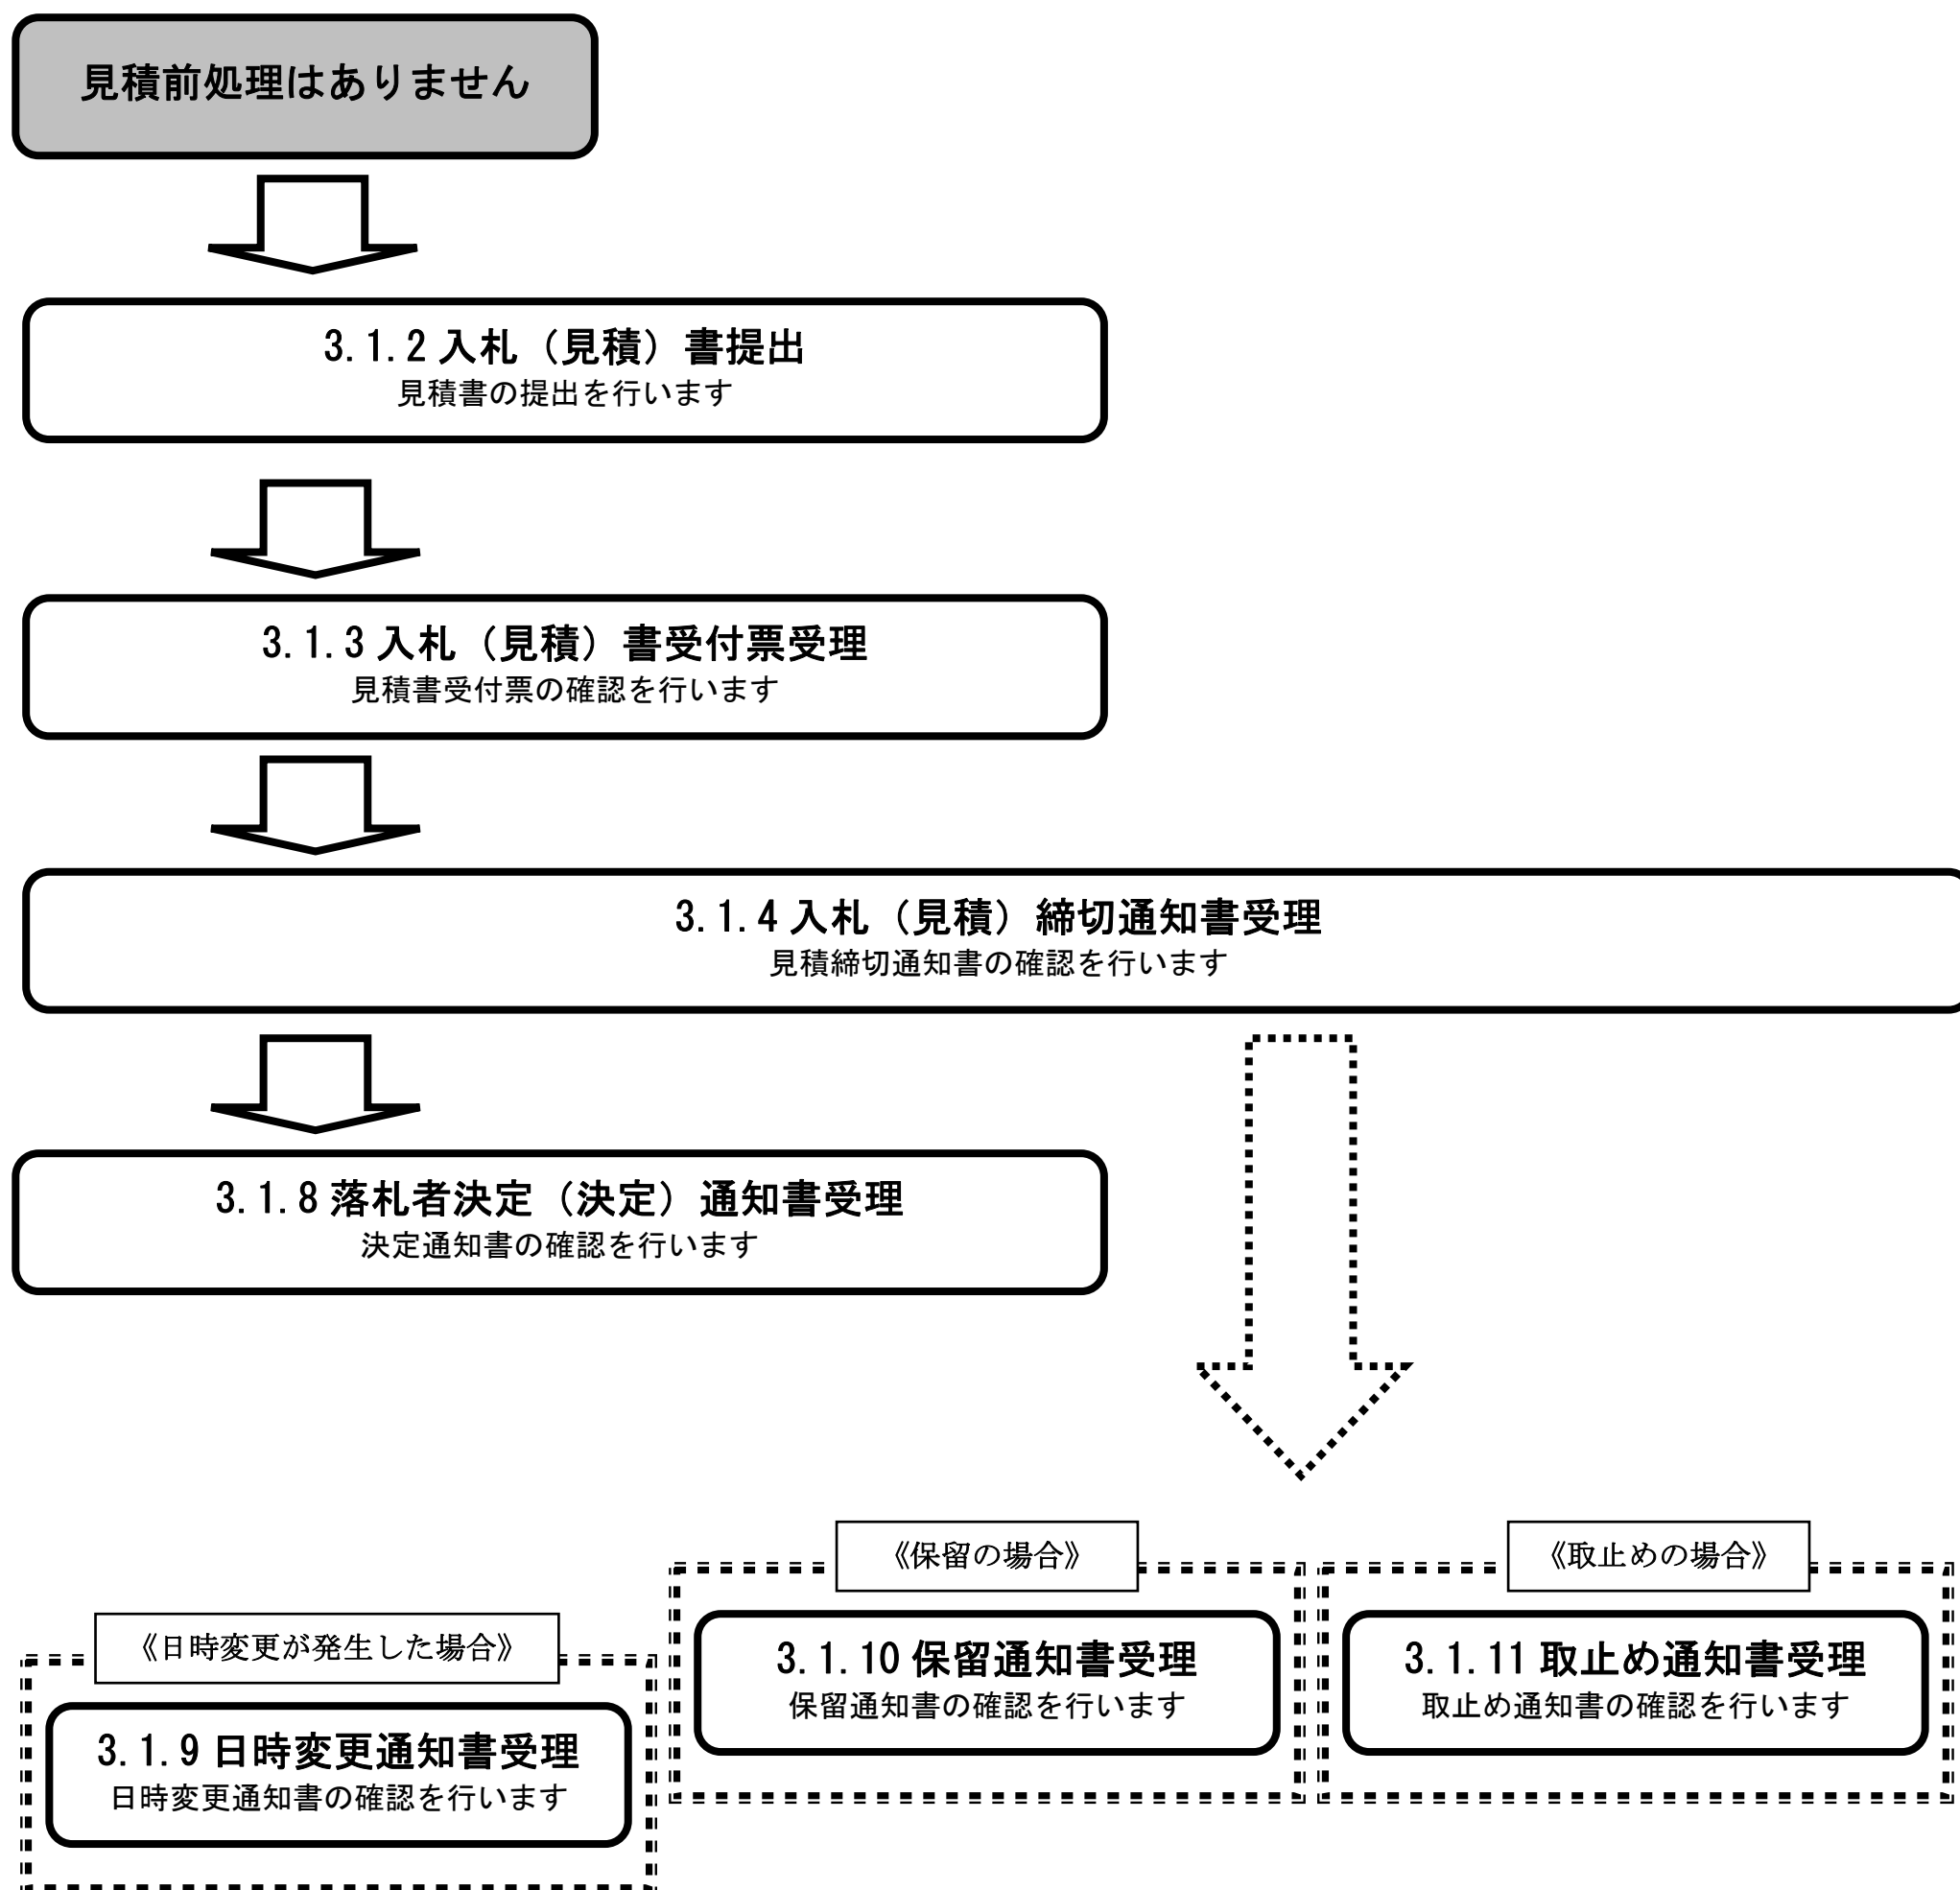 見積前処理はありません
3.1.2 入札（見積）書提出
見積書の提出を行います
3.1.3 入札（見積）書受付票受理
見積書受付票の確認を行います
3.1.4 入札（見積）締切通知書受理
見積締切通知書の確認を行います
3.1.8 落札者決定（決定）通知書受理
決定通知書の確認を行います
《日時変更が発生した場合》
3.1.9 日時変更通知書受理
日時変更通知書の確認を行います
《保留の場合》
3.1.10 保留通知書受理
保留通知書の確認を行います
《取止めの場合》
3.1.11 取止め通知書受理
取止め通知書の確認を行います